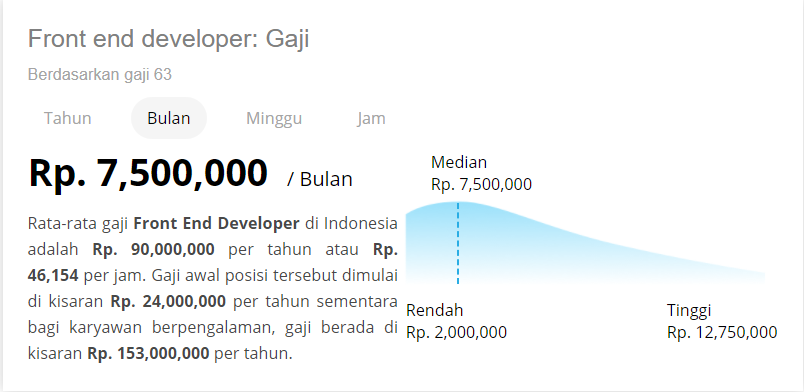 Front end developer: Gaji
Berdasarkan gaji 63
Tahun Bulan Minggu Jam
Rp. 7,500,000 / Bulan
Rata-rata gaji Front End Developer di Indonesia
adalah Rp. 90,000,000 per tahun atau Rp.
46,154 per jam. Gaji awal posisi tersebut dimulai
di kisaran Rp. 24,000,000 per tahun sementara
bagi karyawan berpengalaman, gaji berada di
kisaran Rp. 153,000,000 per tahun.
Median
Rp. 7,500,000
Rendah
Rp. 2,000,000
Tinggi
Rp. 12,750,000